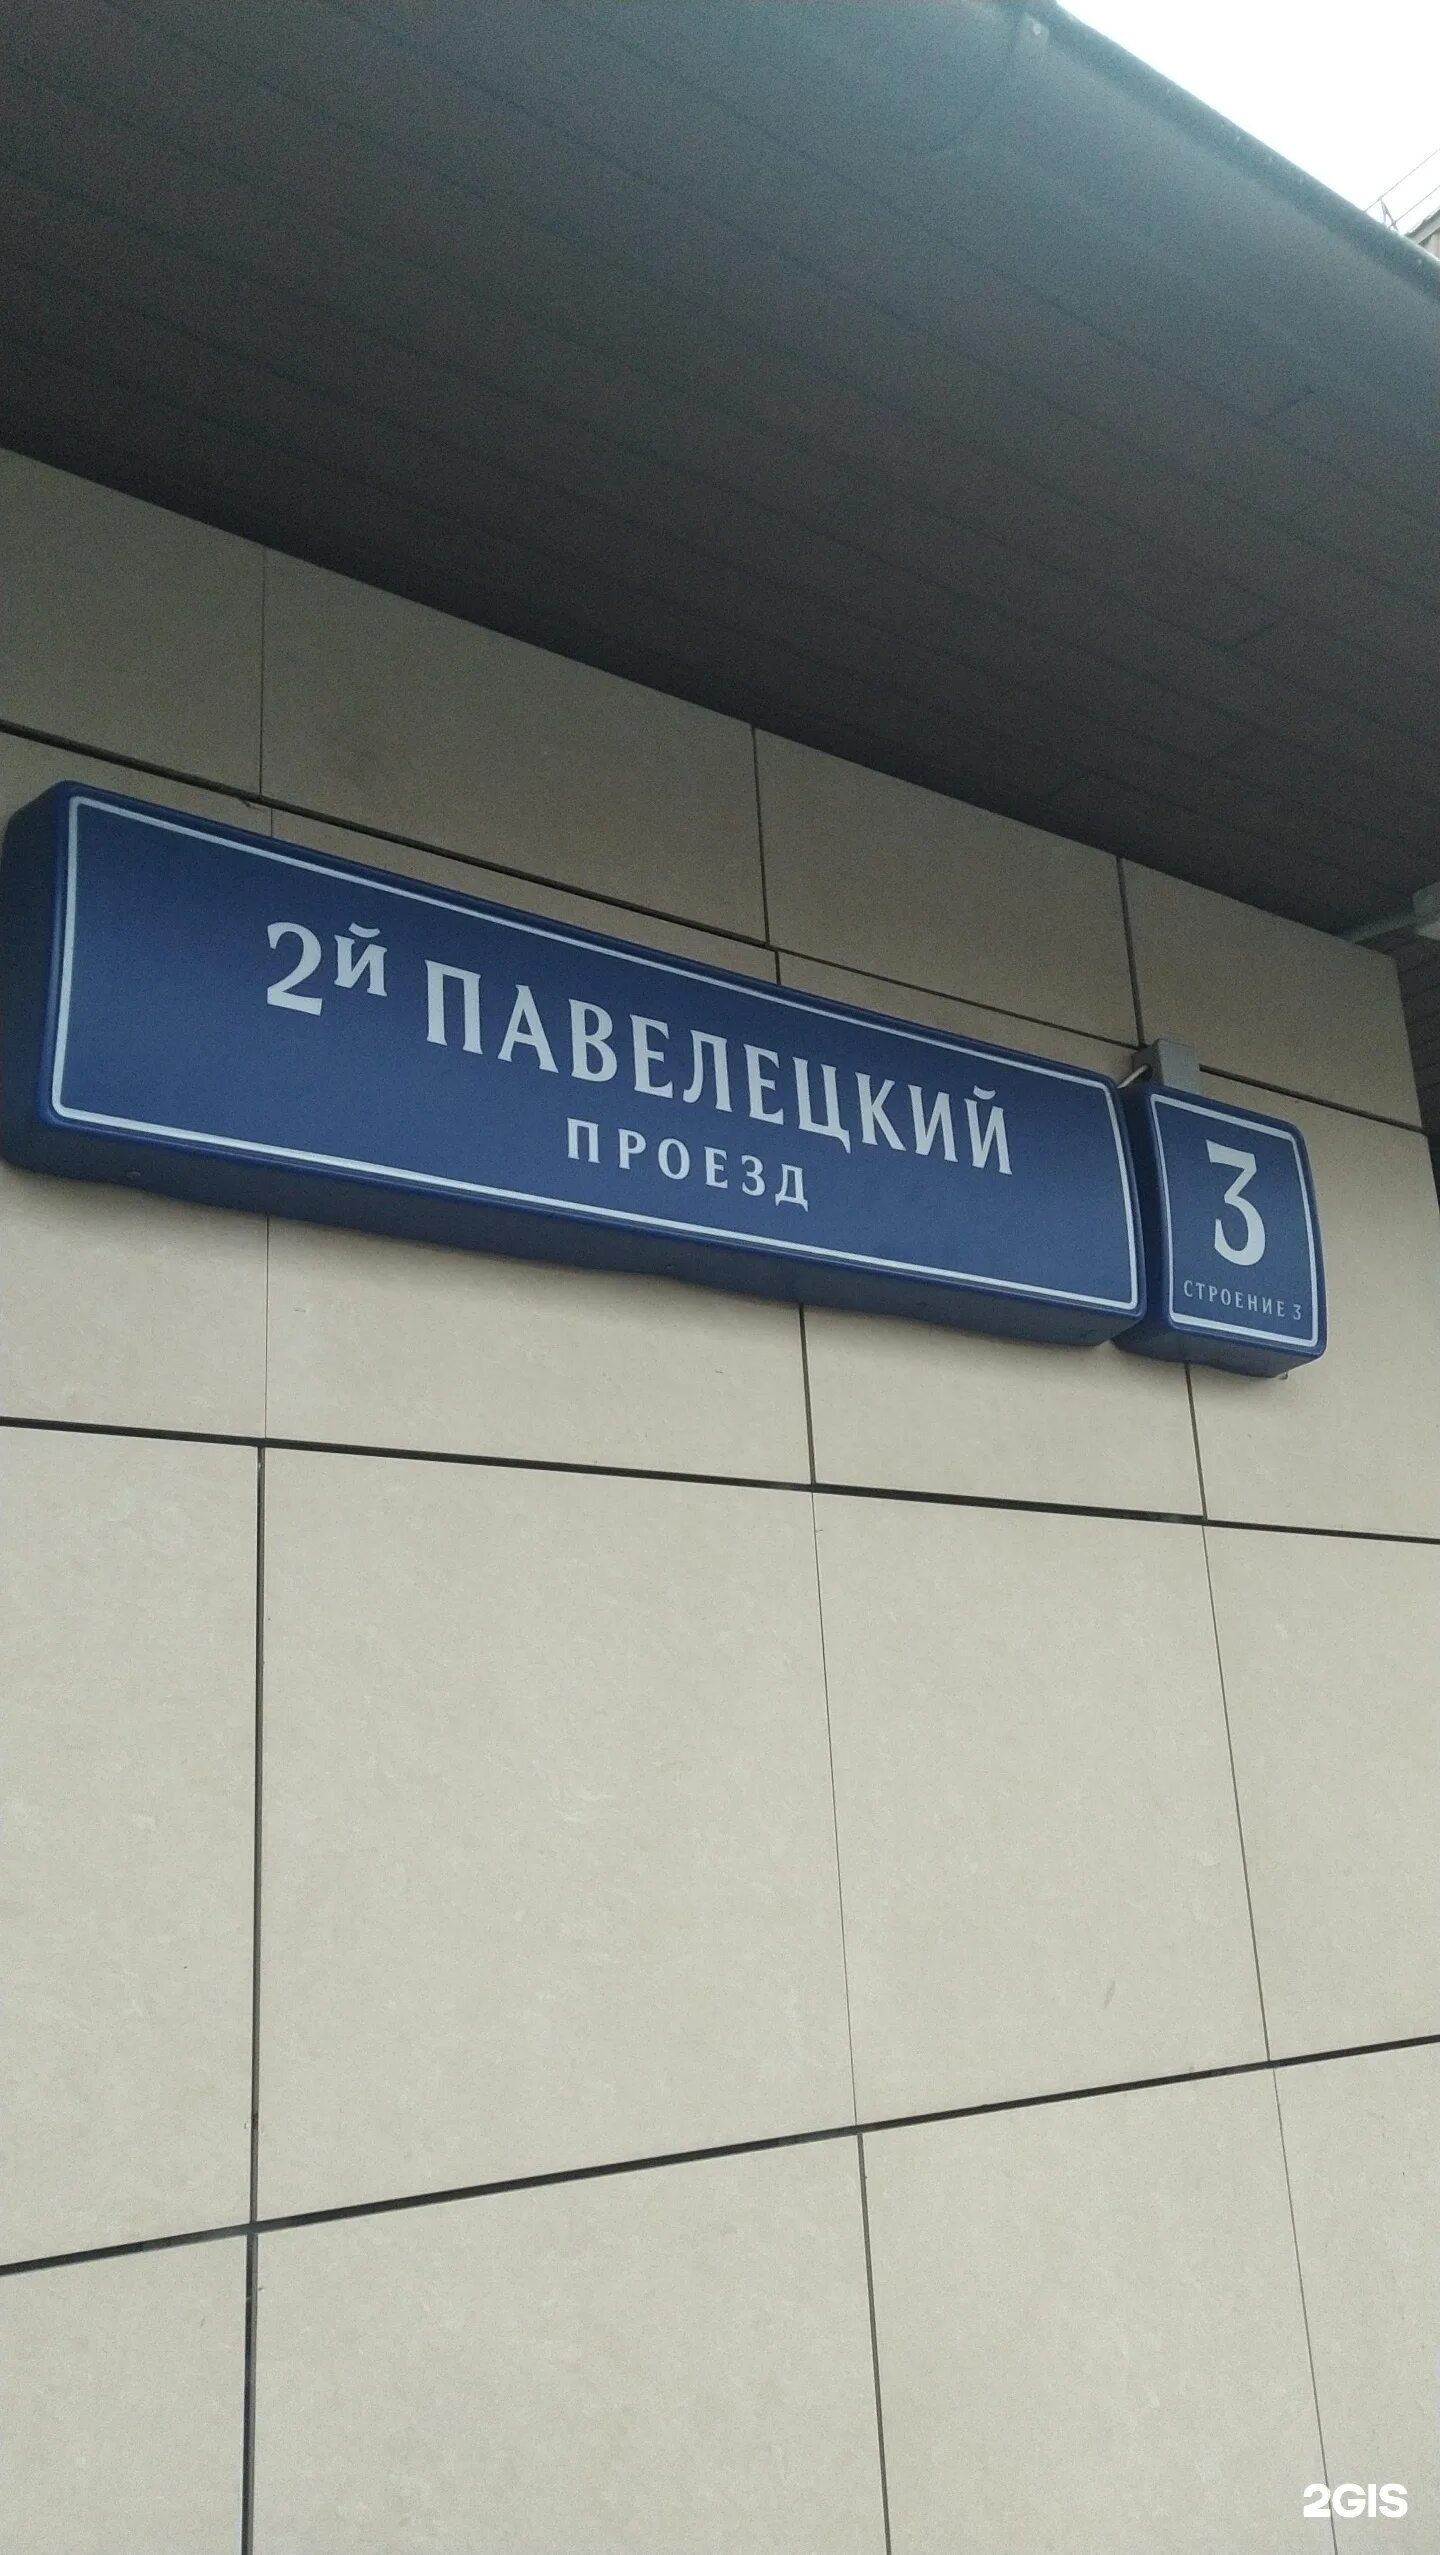 2й ПАВЕЛЕЦКИЙ
ПРОЕЗД
3
СТРОЕНИЕ 3
2GIS